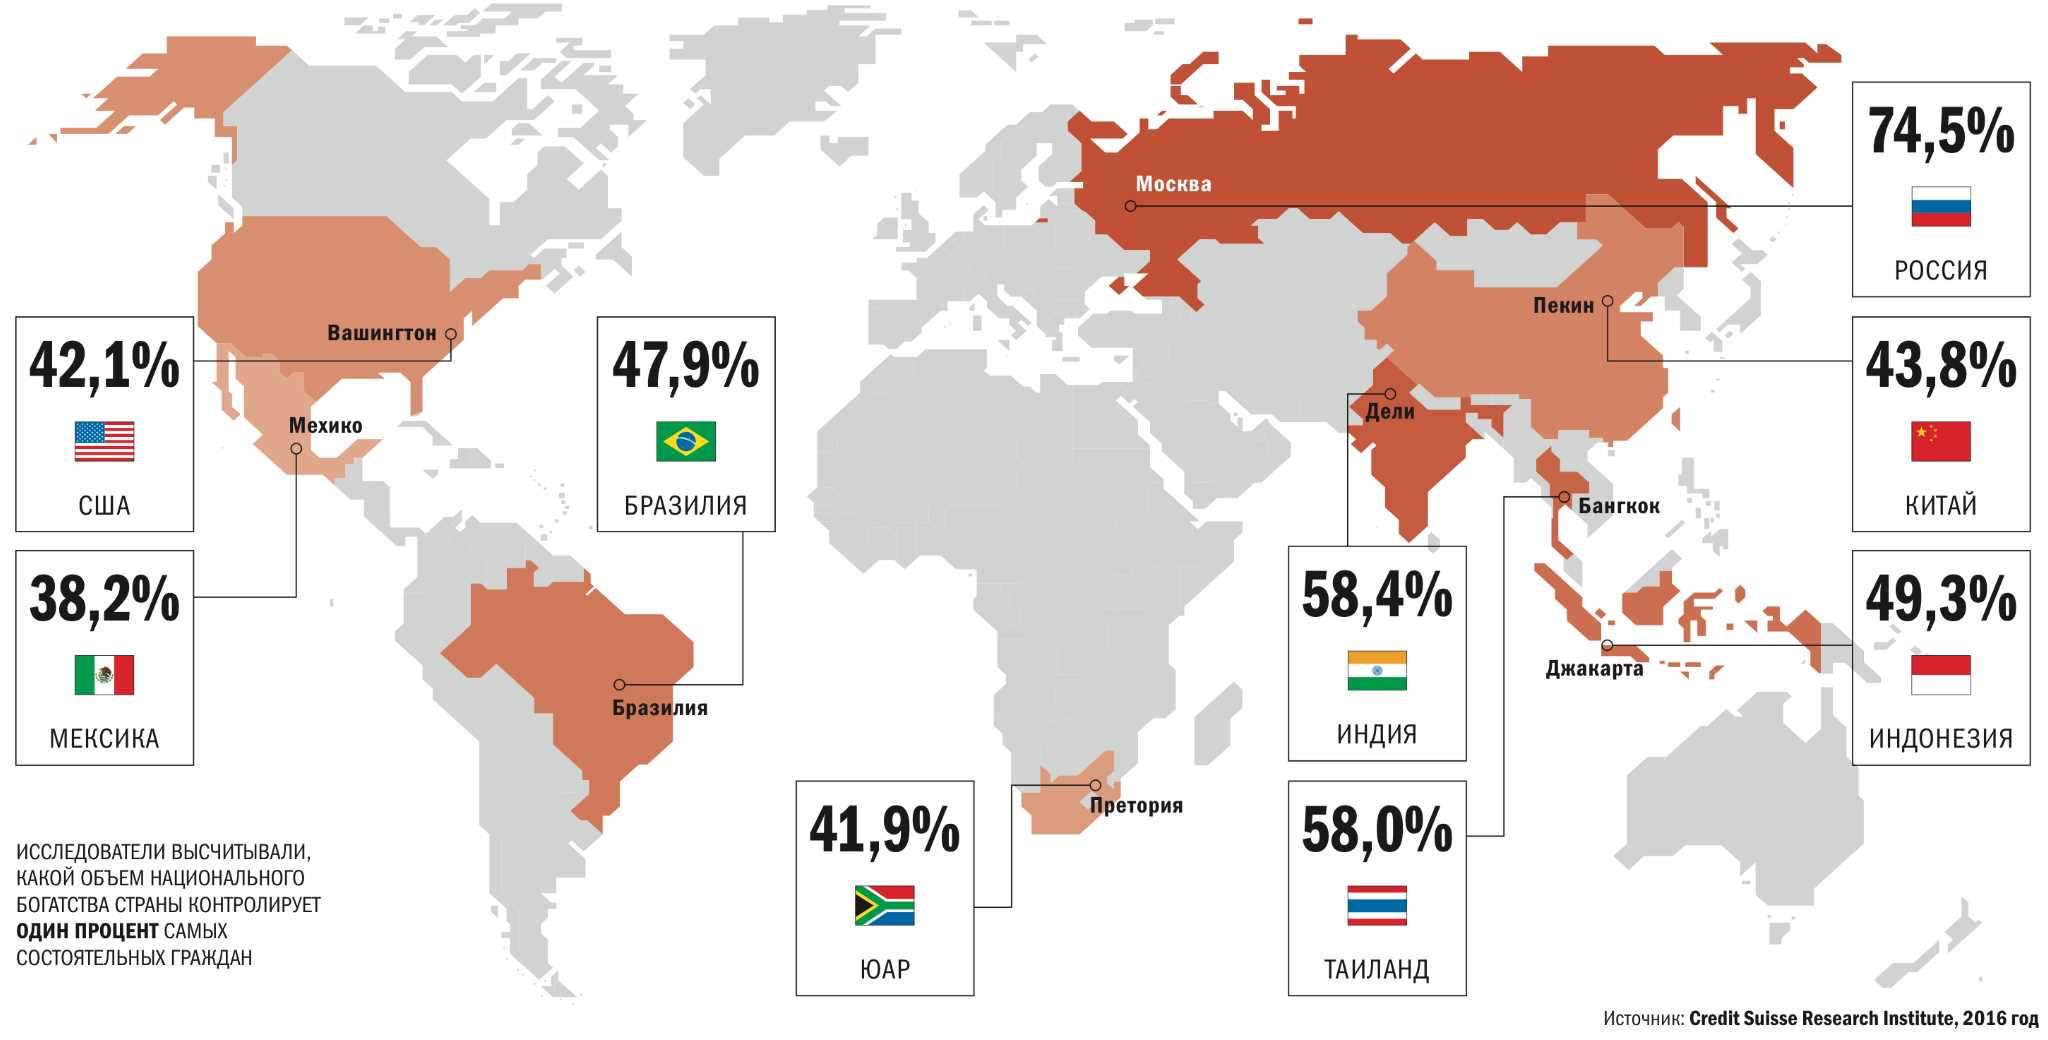 74,5%
Москва
РОССИЯ
Пекин
Вашингтон
42,1%
США
47,9%
БРАЗИЛИЯ
43,8%
КИТАЙ
Дели
Мехико
Бангкок
38,2%
МЕКСИКА
58,4%
ИНДИЯ
49,3%
ИНДОНЕЗИЯ
Джакарта
Бразилия
Претория
41,9%
ЮАР
58,0%
ТАИЛАНД
ИССЛЕДОВАТЕЛИ ВЫСЧИТЫВАЛИ,
КАКОЙ ОБЪЕМ НАЦИОНАЛЬНОГО
БОГАТСТВА СТРАНЫ КОНТРОЛИРУЕТ
ОДИН ПРОЦЕНТ САМЫХ
СОСТОЯТЕЛЬНЫХ ГРАЖДАН
Источник: Credit Suisse Research Institute, 2016 год